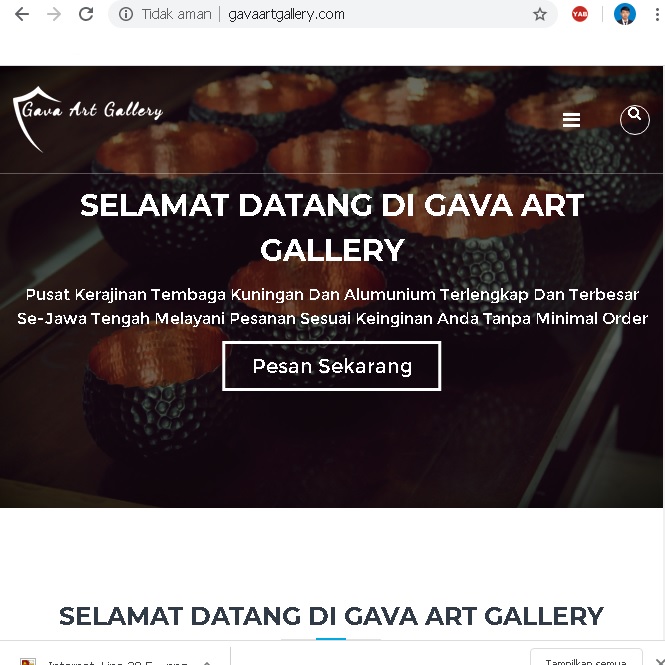 Tidak aman
gavaartgallery.com
YAB
Gava Art Gallery
SELAMAT DATANG DI GAVA ART
GALLERY
Pusat Kerajinan Tembaga Kuningan Dan Alumunium Terlengkap Dan Terbesar
Se-Jawa Tengah Melayani Pesanan Sesuai Keinginan Anda Tanpa Minimal Order
Pesan Sekarang
SELAMAT DATANG DI GAVA ART GALLERY
Tampilkan semua